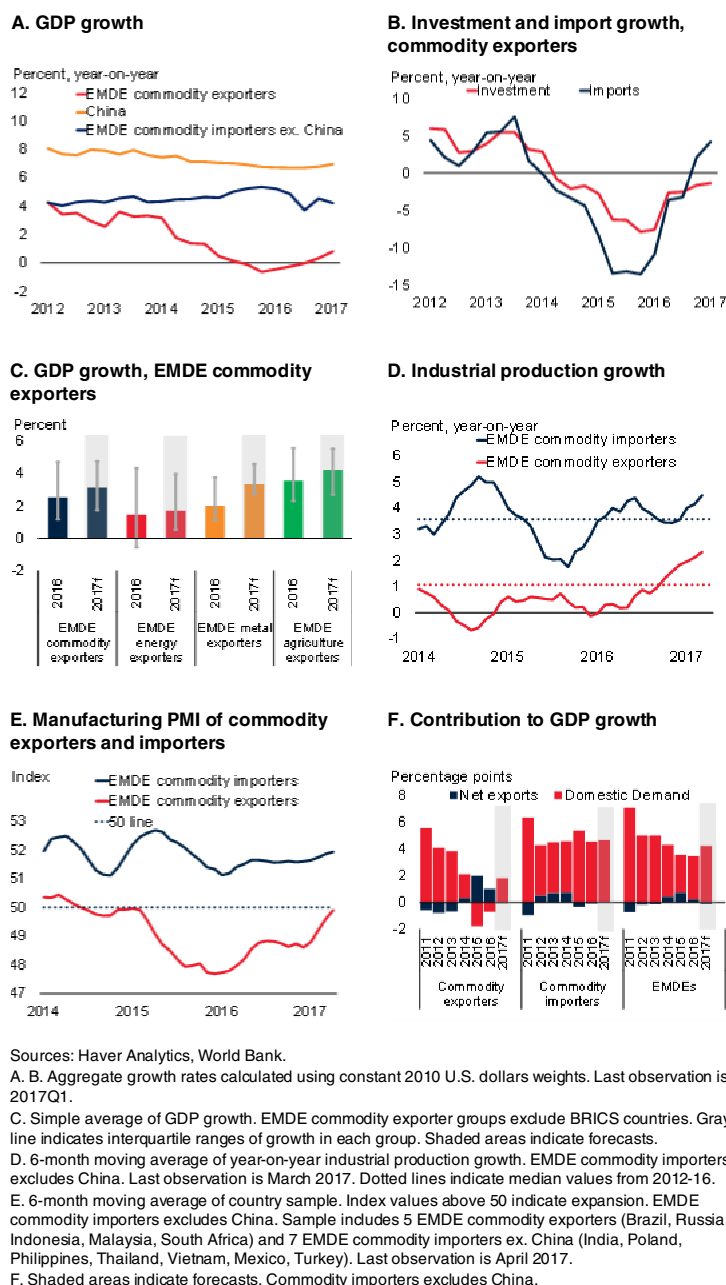 A. GDP growth
Percent, year-on-year
12
10
8
6
4
2
0
-2
EMDE commodity exporters
China
EMDE commodity importers ex. China
2012 2013 2014 2015 2016 2017
B. Investment and import growth,
commodity exporters
Percent, year-on-year
Investment Imports
10
5
0
-5
-10
-15
2012 2013 2014 2015 2016 2017
C. GDP growth, EMDE commodity
exporters
Percent
6
4
2
0
-2
2016 2017f 2016 2017f 2016 2017f 2016 2017f
EMDE commodity exporters
EMDE energy exporters
EMDE metal exporters
EMDE agriculture exporters
D. Industrial production growth
Percent, year-on-year
EMDE commodity importers
EMDE commodity exporters
6
5
4
3
2
1
0
-1
2014 2015 2016 2017
E. Manufacturing PMI of commodity
exporters and importers
Index
EMDE commodity importers
EMDE commodity exporters
50 line
53
52
51
50
49
48
47
2014 2015 2016 2017
F. Contribution to GDP growth
Percentage points
Net exports Domestic Demand
8
6
4
2
0
-2
2011 2012 2013 2014 2015 2016 2017f 2011 2012 2013 2014 2015 2016 2017f 2011 2012 2013 2014 2015 2016 2017f
Commodity exporters
Commodity importers
EMDEs
Sources: Haver Analytics, World Bank.
A. B. Aggregate growth rates calculated using constant 2010 U.S. dollars weights. Last observation is
2017Q1.
C. Simple average of GDP growth. EMDE commodity exporter groups exclude BRICS countries. Gray
line indicates interquartile ranges of growth in each group. Shaded areas indicate forecasts.
D. 6-month moving average of year-on-year industrial production growth. EMDE commodity importers
excludes China. Last observation is March 2017. Dotted lines indicate median values from 2012-16.
E. 6-month moving average of country sample. Index values above 50 indicate expansion. EMDE
commodity importers excludes China. Sample includes 5 EMDE commodity exporters (Brazil, Russia
Indonesia, Malaysia, South Africa) and 7 EMDE commodity importers ex. China (India, Poland,
Philippines, Thailand, Vietnam, Mexico, Turkey). Last observation is April 2017.
F. Shaded areas indicate forecasts. Commodity importers excludes China.